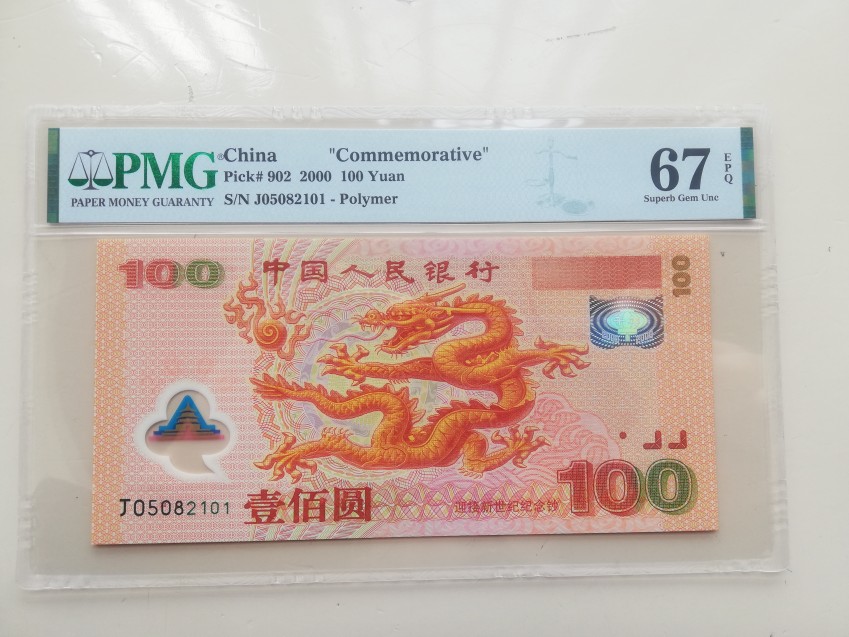 PMG® China "Commemorative"
Pick# 902 2000 100 Yuan
PAPER MONEY GUARANTY S/N J05082101 - Polymer
67 EPQ
Superb Gem Unc
100 中国人民银行 100
J05082101 壹佰圆 迎接新世纪纪念钞 100